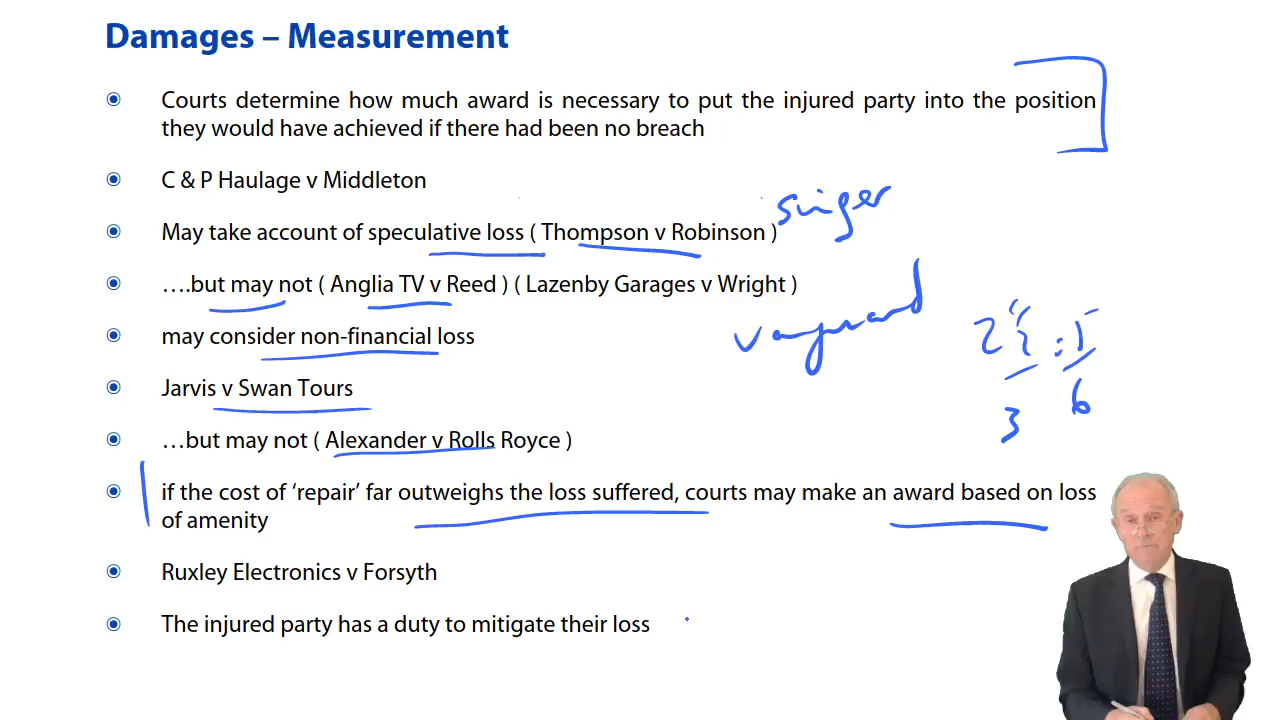 Damages – Measurement
Courts determine how much award is necessary to put the injured party into the position
they would have achieved if there had been no breach
C & P Haulage v Middleton
May take account of speculative loss ( Thompson v Robinson ) singer
….but may not ( Anglia TV v Reed ) ( Lazenby Garages v Wright )
vanguard
may consider non-financial loss
3 6
Jarvis v Swan Tours
…but may not ( Alexander v Rolls Royce )
if the cost of ‘repair’ far outweighs the loss suffered, courts may make an award based on loss
of amenity
Ruxley Electronics v Forsyth
The injured party has a duty to mitigate their loss